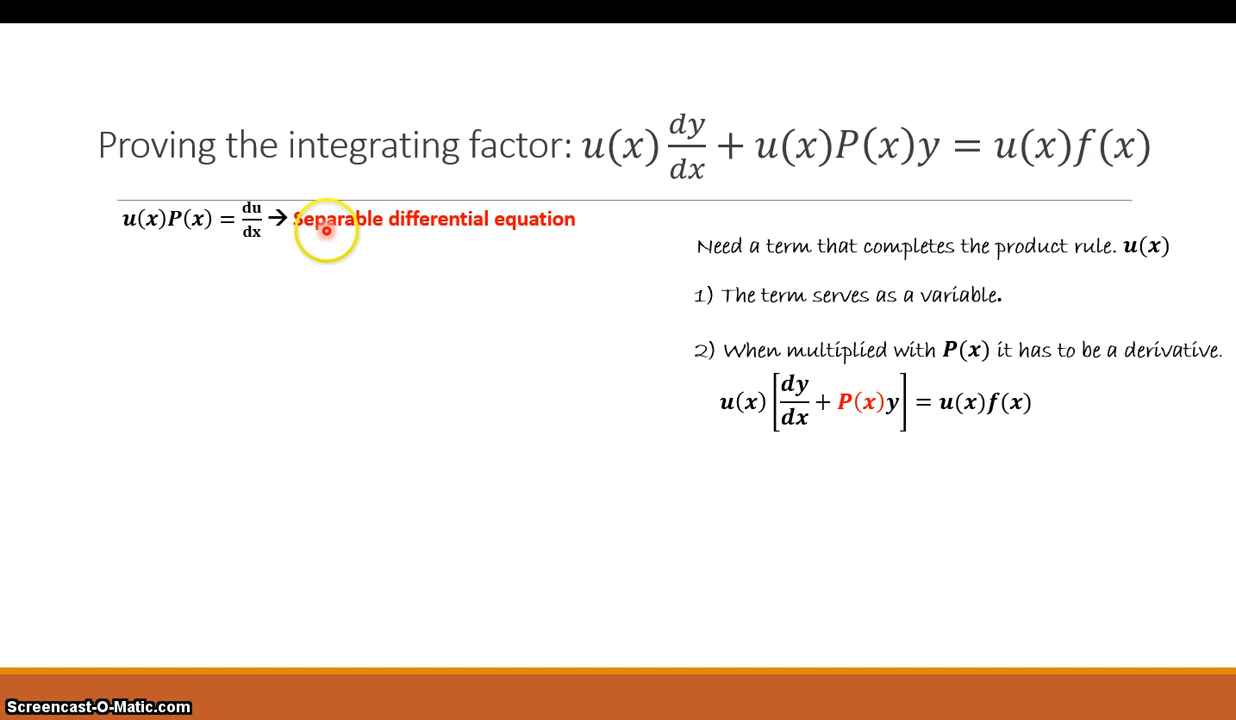 Proving the integrating factor: u(x) dy/dx + u(x)P(x)y = u(x)f(x)
u(x)P(x) = du/dx → Separable differential equation
Need a term that completes the product rule. u(x)
1) The term serves as a variable.
2) When multiplied with P(x) it has to be a derivative.
u(x) [dy/dx + P(x)y] = u(x)f(x)
Screencast-O-Matic.com